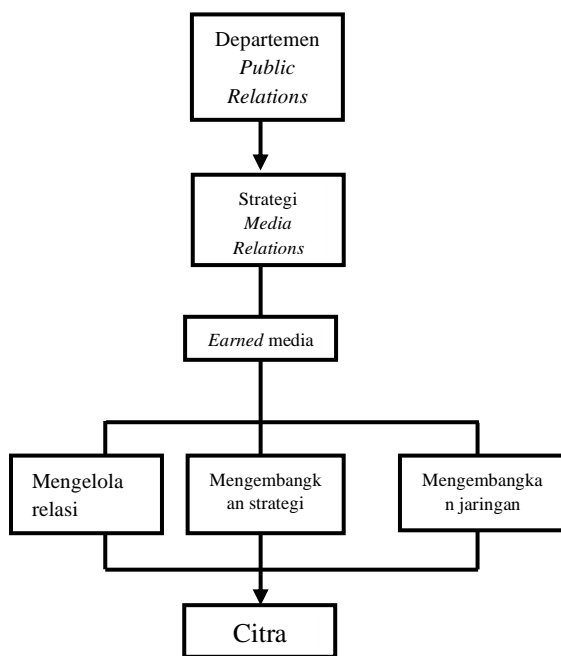 Departemen
Public
Relations
Strategi
Media
Relations
Earned media
Mengelola
relasi
Mengembangk
an strategi
Mengembangka
n jaringan
Citra